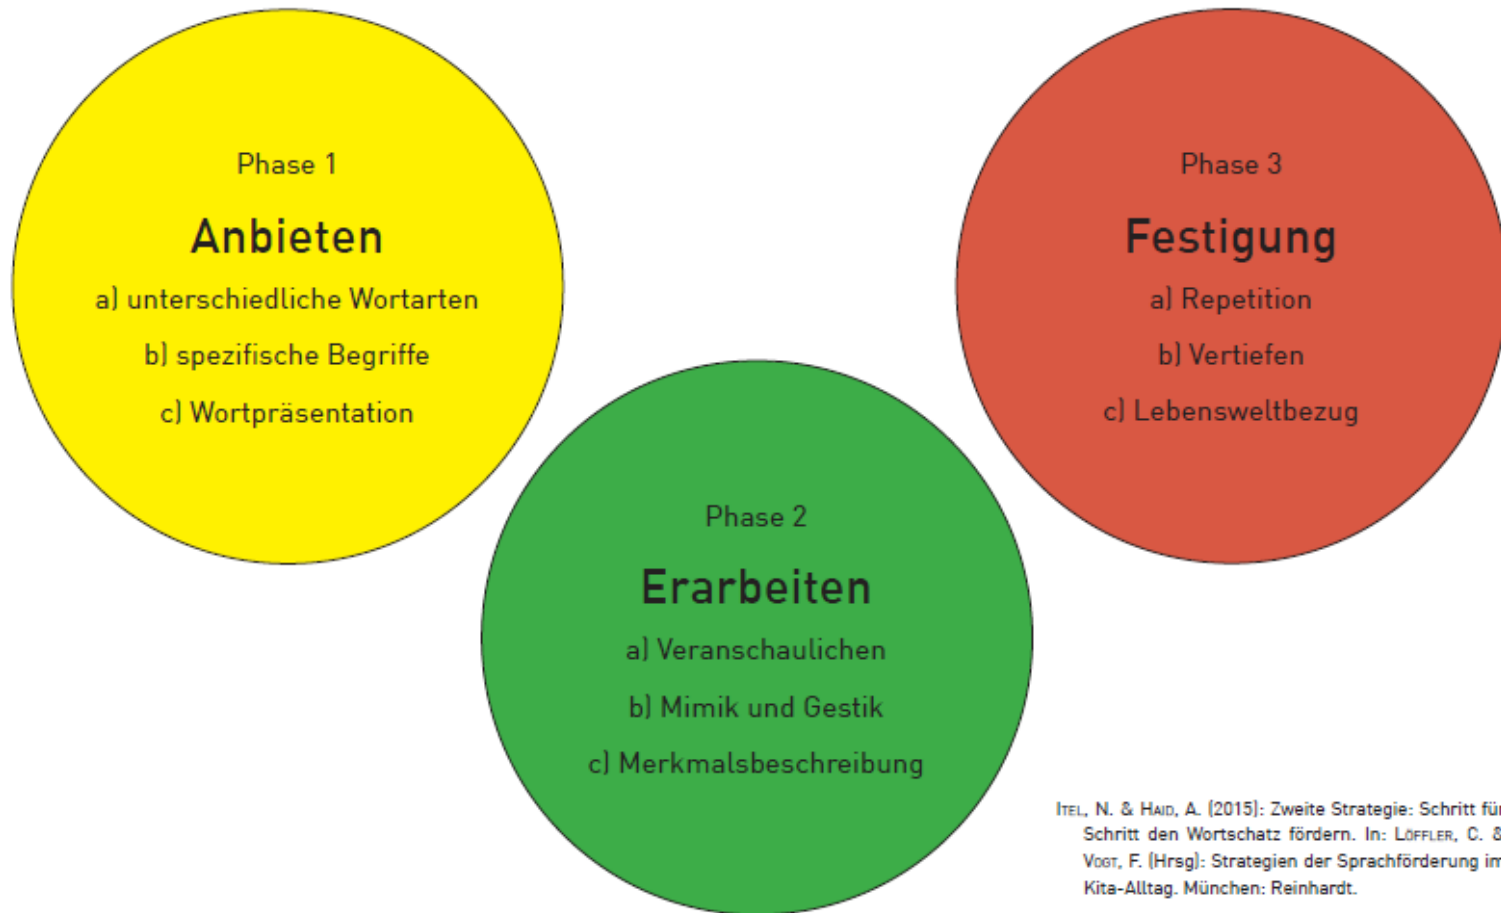 Phase 1
Anbieten
a) unterschiedliche Wortarten
b) spezifische Begriffe
c) Wortpräsentation
Phase 2
Erarbeiten
a) Veranschaulichen
b) Mimik und Gestik
c) Merkmalsbeschreibung
Phase 3
Festigung
a) Repetition
b) Vertiefen
c) Lebensweltbezug
Itel, N. & Haid, A. (2015): Zweite Strategie: Schritt für
Schritt den Wortschatz fördern. In: Löffler, C. &
Vogt, F. (Hrsg): Strategien der Sprachförderung im
Kita-Alltag. München: Reinhardt.